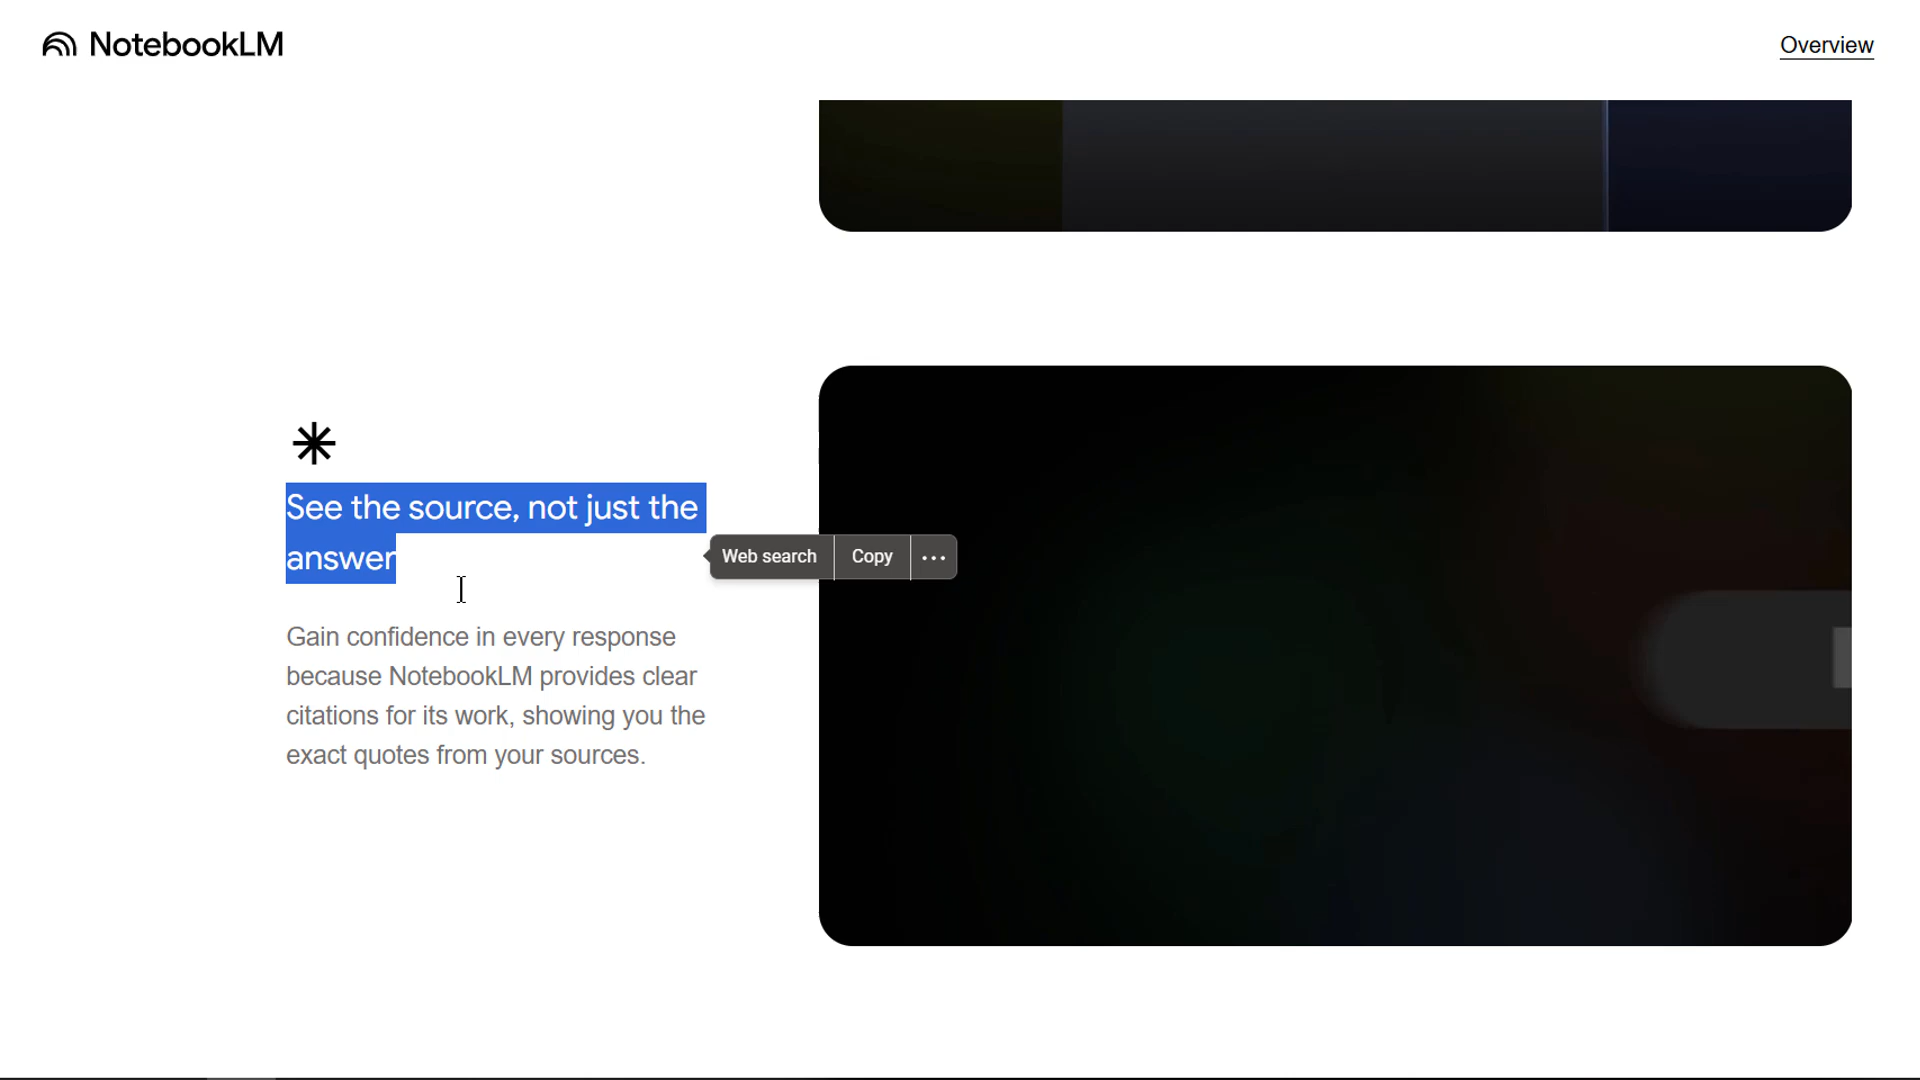 NotebookLM
Overview
See the source, not just the
answer
Web search
Copy
Gain confidence in every response
because NotebookLM provides clear
citations for its work, showing you the
exact quotes from your sources.